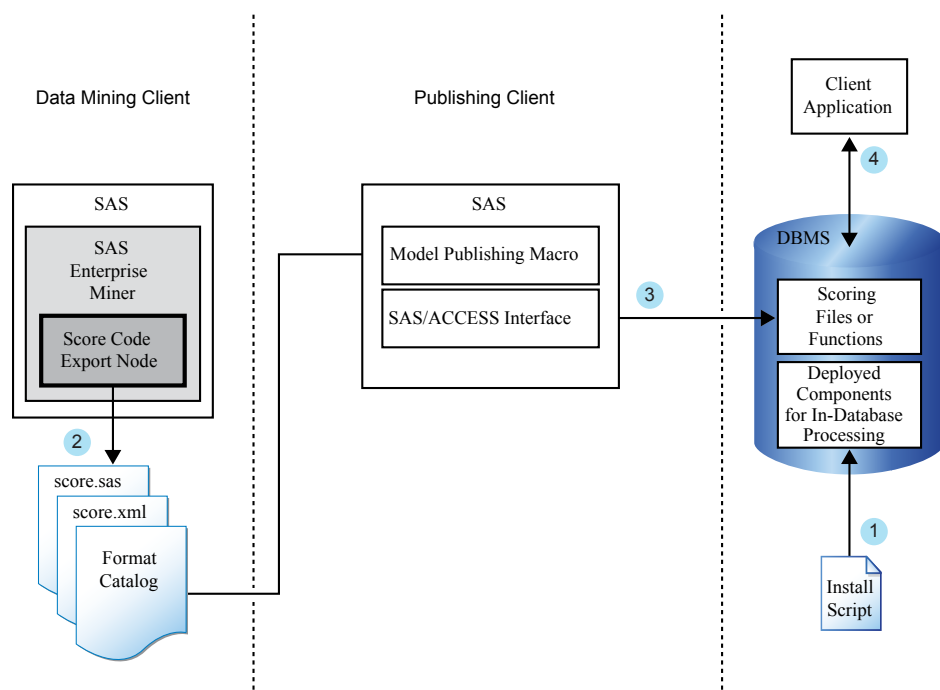 Data Mining Client
Publishing Client
Client
Application
4
SAS
SAS
Enterprise
Miner
Score Code
Export Node
2
score.sas
score.xml
Format
Catalog
SAS
Model Publishing Macro
SAS/ACCESS Interface
3
DBMS
Scoring
Files or
Functions
Deployed
Components
for In-Database
Processing
1
Install
Script